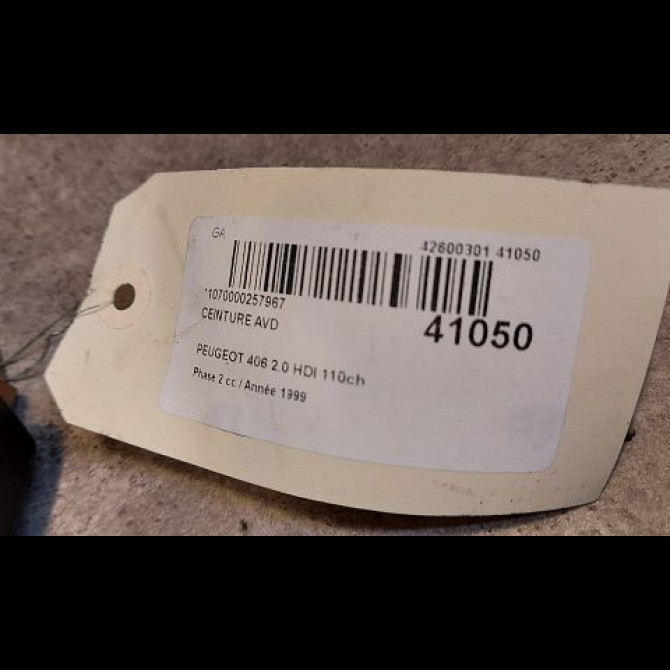 GA
42600301 41050
*1070000257967
CEINTURE AVD
41050
PEUGEOT 406 2.0 HDI 110ch
Phase 2 cc / Année 1999